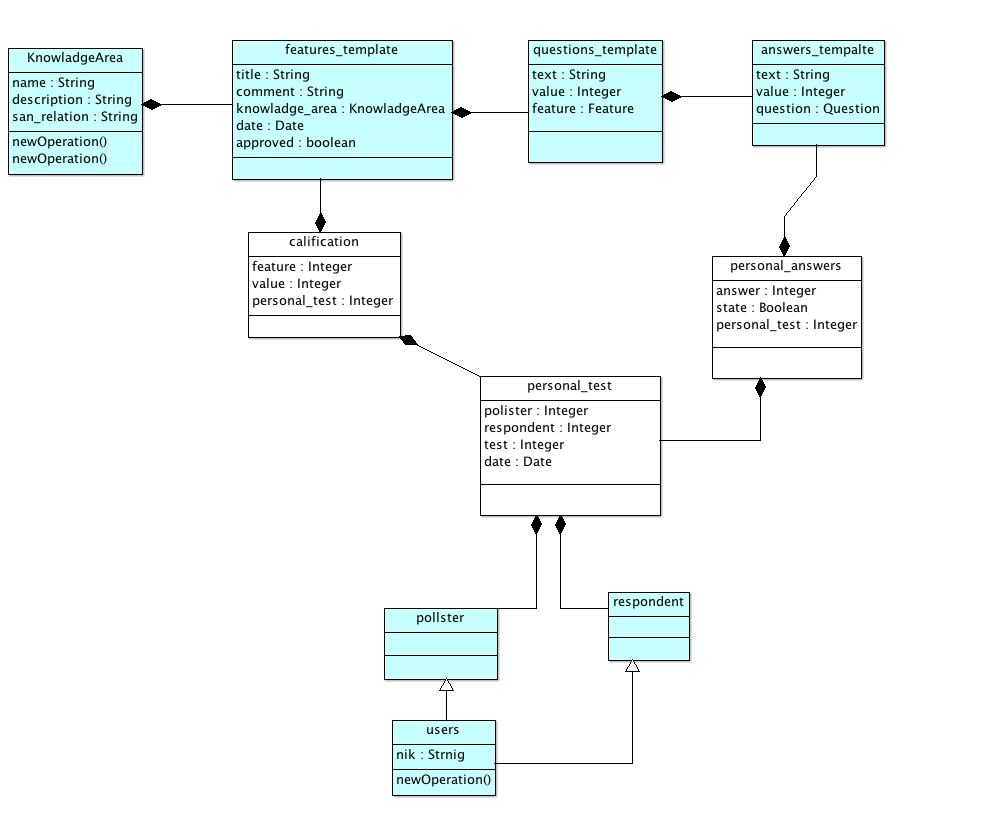 KnowladgeArea
name : String
description : String
san_relation : String
newOperation()
newOperation()
features_template
title : String
comment : String
knowladge_area : KnowladgeArea
date : Date
approved : boolean
questions_template
text : String
value : Integer
feature : Feature
answers_tempalte
text : String
value : Integer
question : Question
calification
feature : Integer
value : Integer
personal_test : Integer
personal_answers
answer : Integer
state : Boolean
personal_test : Integer
personal_test
polister : Integer
respondent : Integer
test : Integer
date : Date
pollster
respondent
users
nik : Strnig
newOperation()